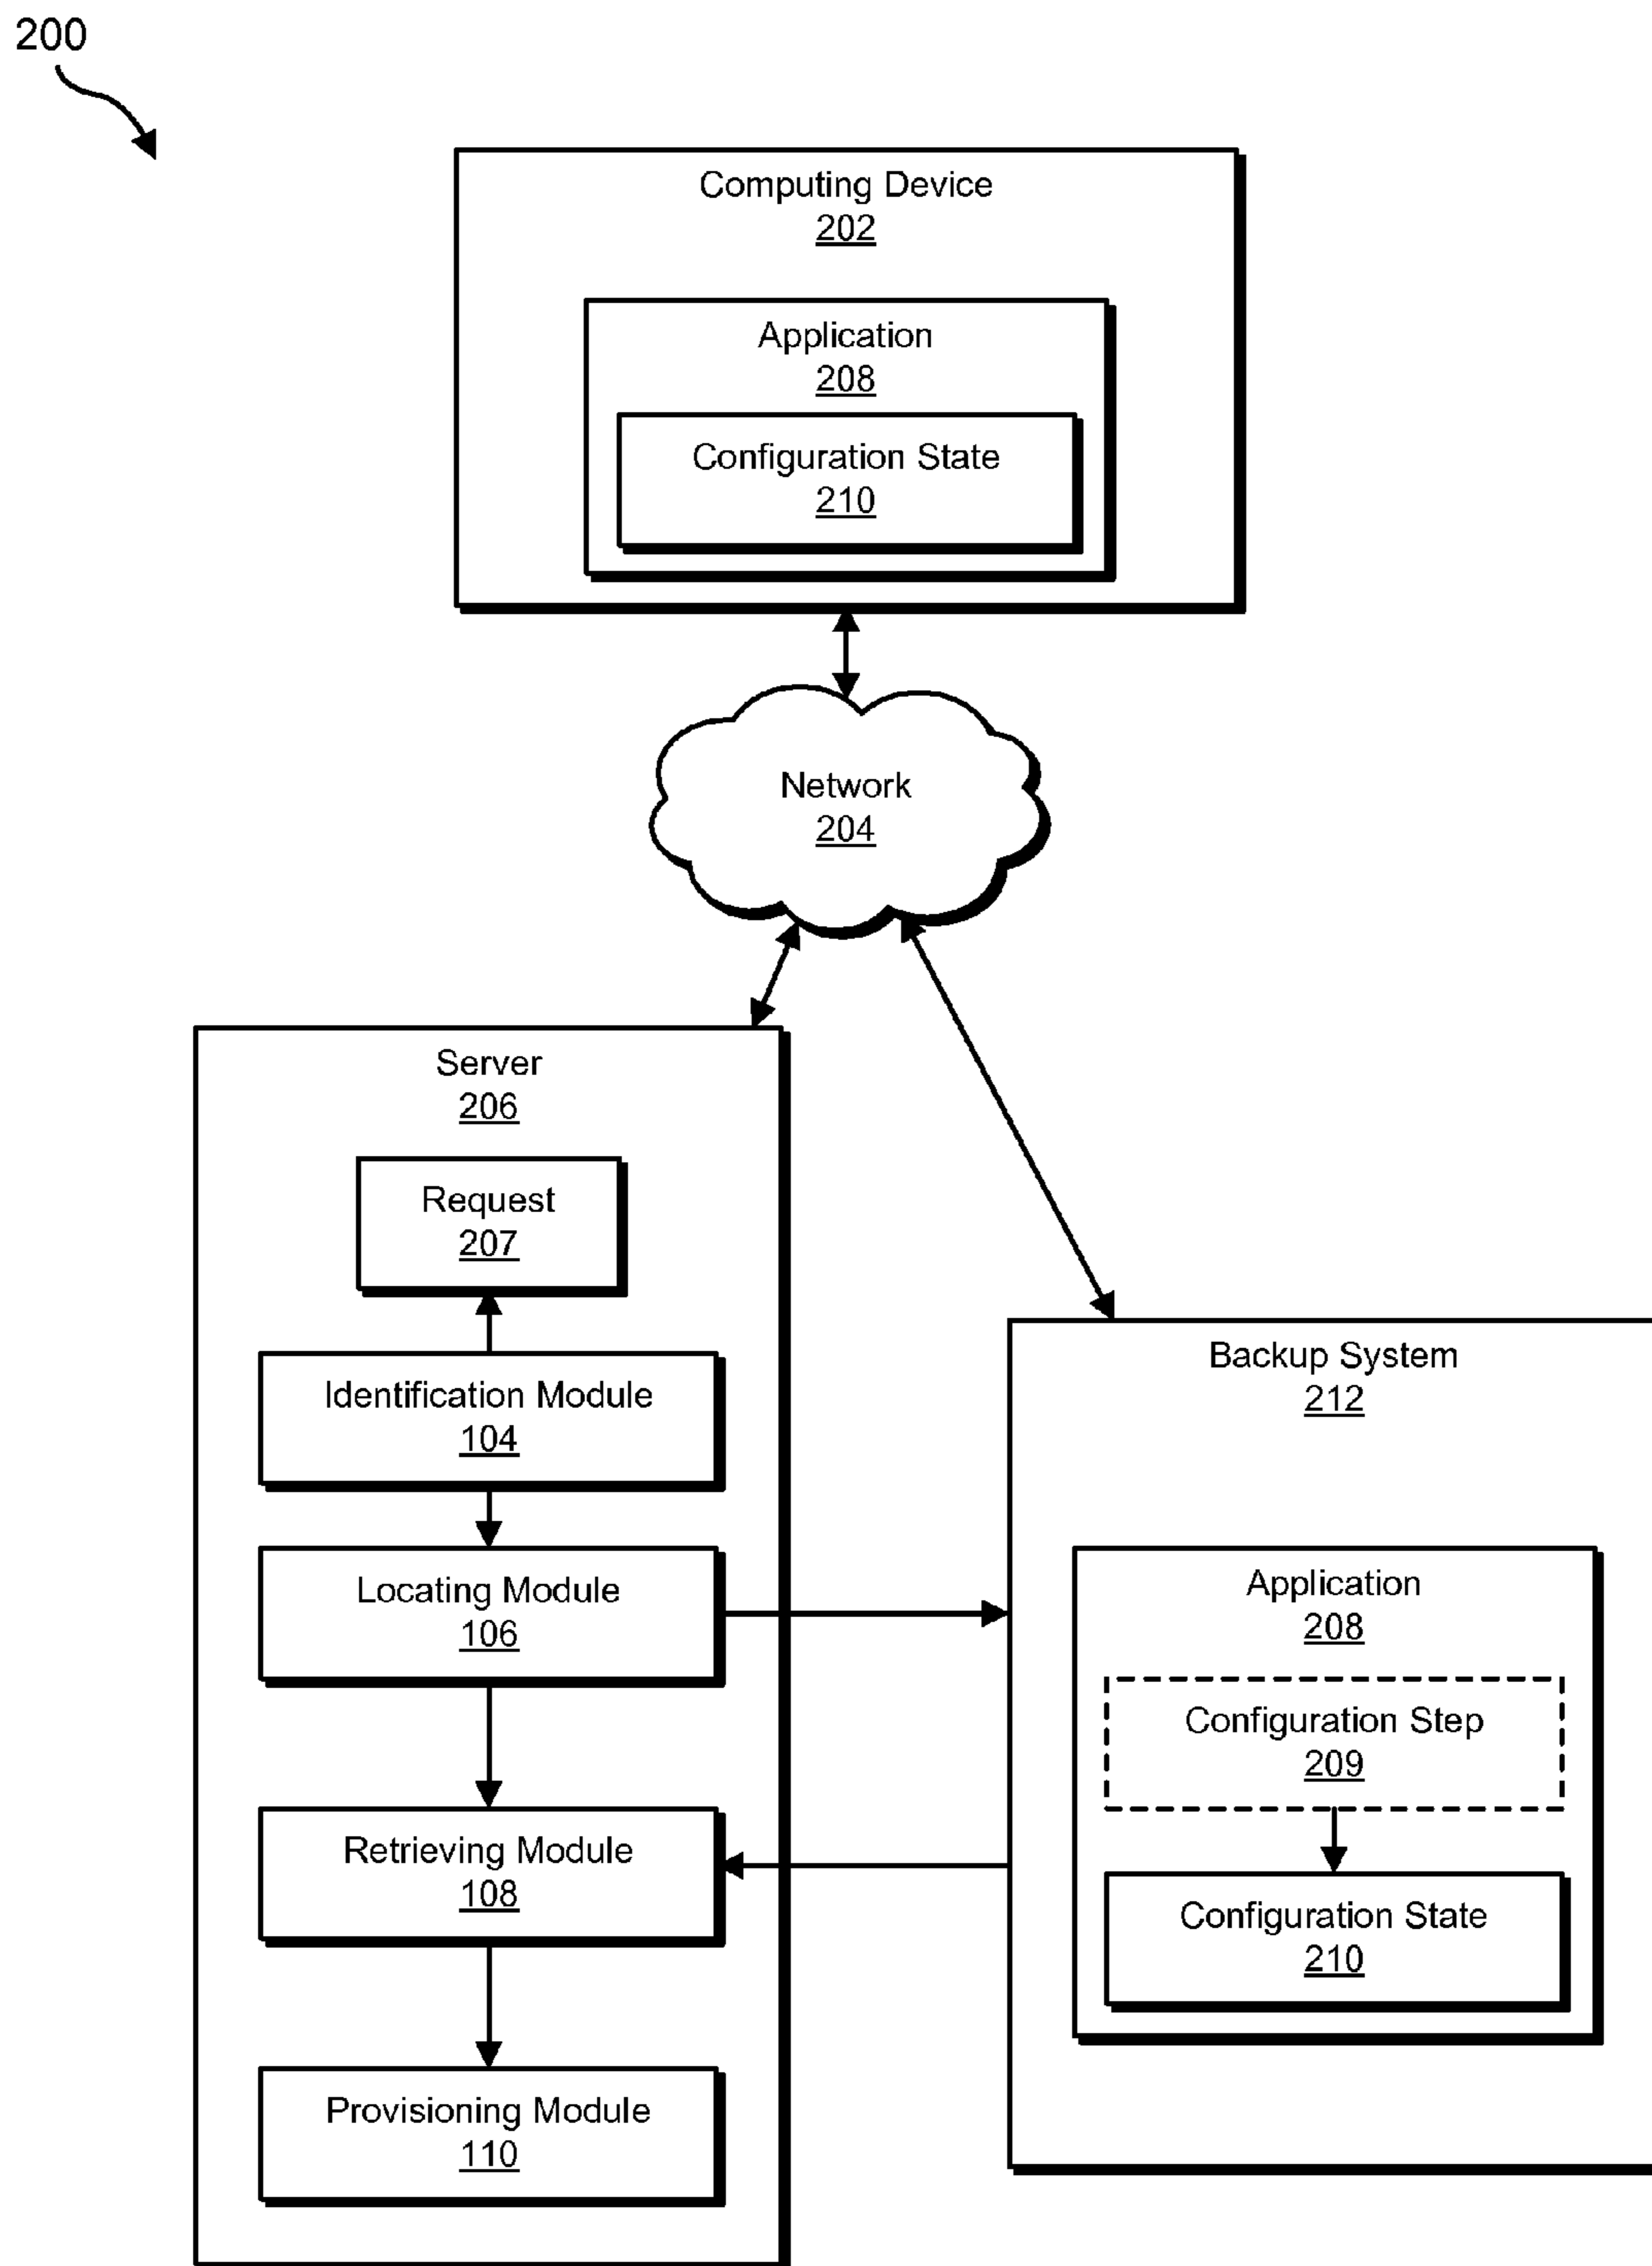 200
Computing Device
202
Application
208
Configuration State
210
Network
204
Server
206
Request
207
Identification Module
104
Locating Module
106
Retrieving Module
108
Provisioning Module
110
Backup System
212
Application
208
Configuration Step
209
Configuration State
210